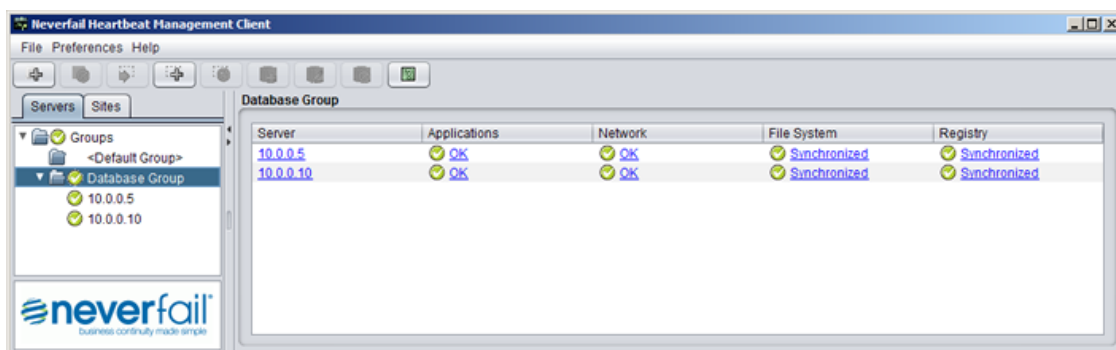 Neverfail Heartbeat Management Client
File Preferences Help
Servers Sites
Groups
<Default Group>
Database Group
10.0.0.5
10.0.0.10
neverfail
business continuity made simple
Database Group
Server Applications Network File System Registry
10.0.0.5 OK OK Synchronized Synchronized
10.0.0.10 OK OK Synchronized Synchronized